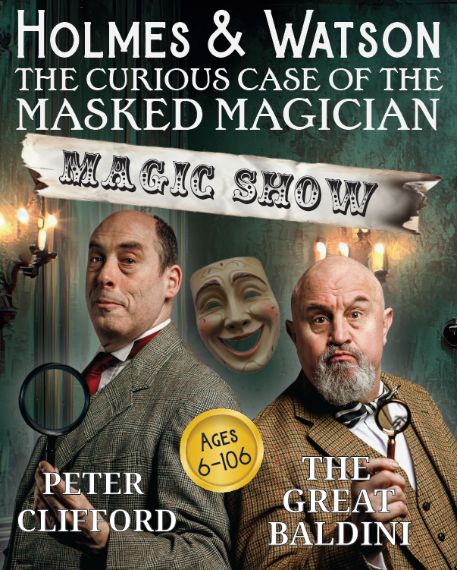 HOLMES & WATSON
THE CURIOUS CASE OF THE
MASKED MAGICIAN
MAGIC SHOW
AGES
6-106
PETER
CLIFFORD
THE
GREAT
BALDINI